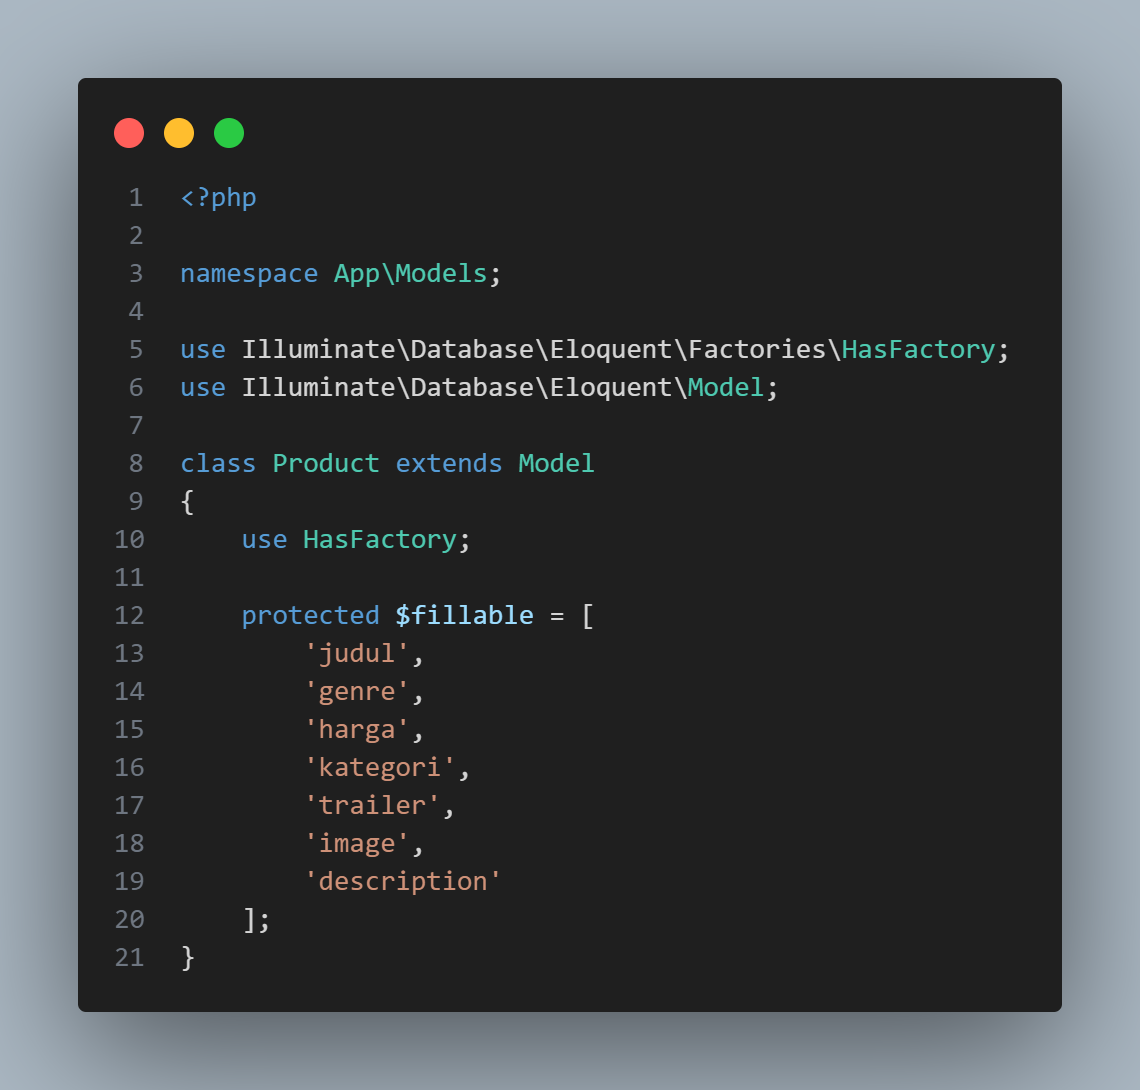 1 <?php
2
3 namespace App\Models;
4
5 use Illuminate\Database\Eloquent\Factories\HasFactory;
6 use Illuminate\Database\Eloquent\Model;
7
8 class Product extends Model
9 {
10     use HasFactory;
11
12     protected $fillable = [
13         'judul',
14         'genre',
15         'harga',
16         'kategori',
17         'trailer',
18         'image',
19         'description'
20     ];
21 }